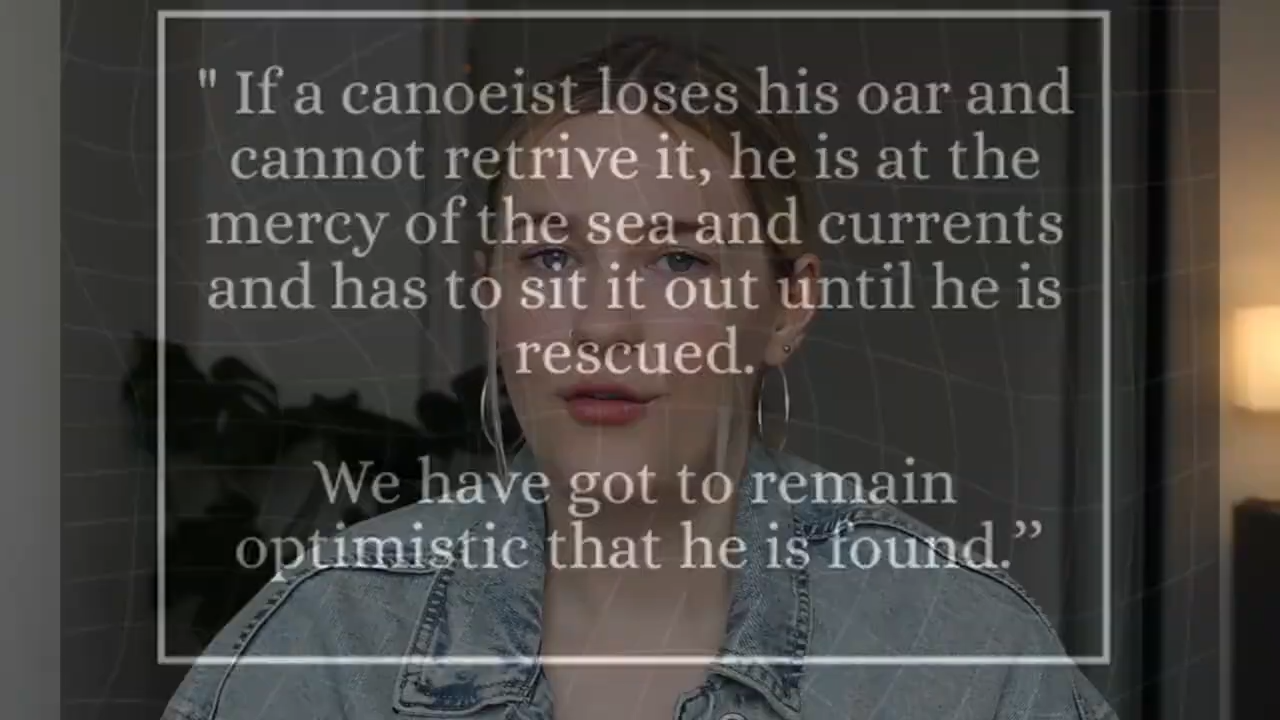 " If a canoeist loses his oar and
cannot retrive it, he is at the
mercy of the sea and currents
and has to sit it out until he is
rescued.
We have got to remain
optimistic that he is found.”